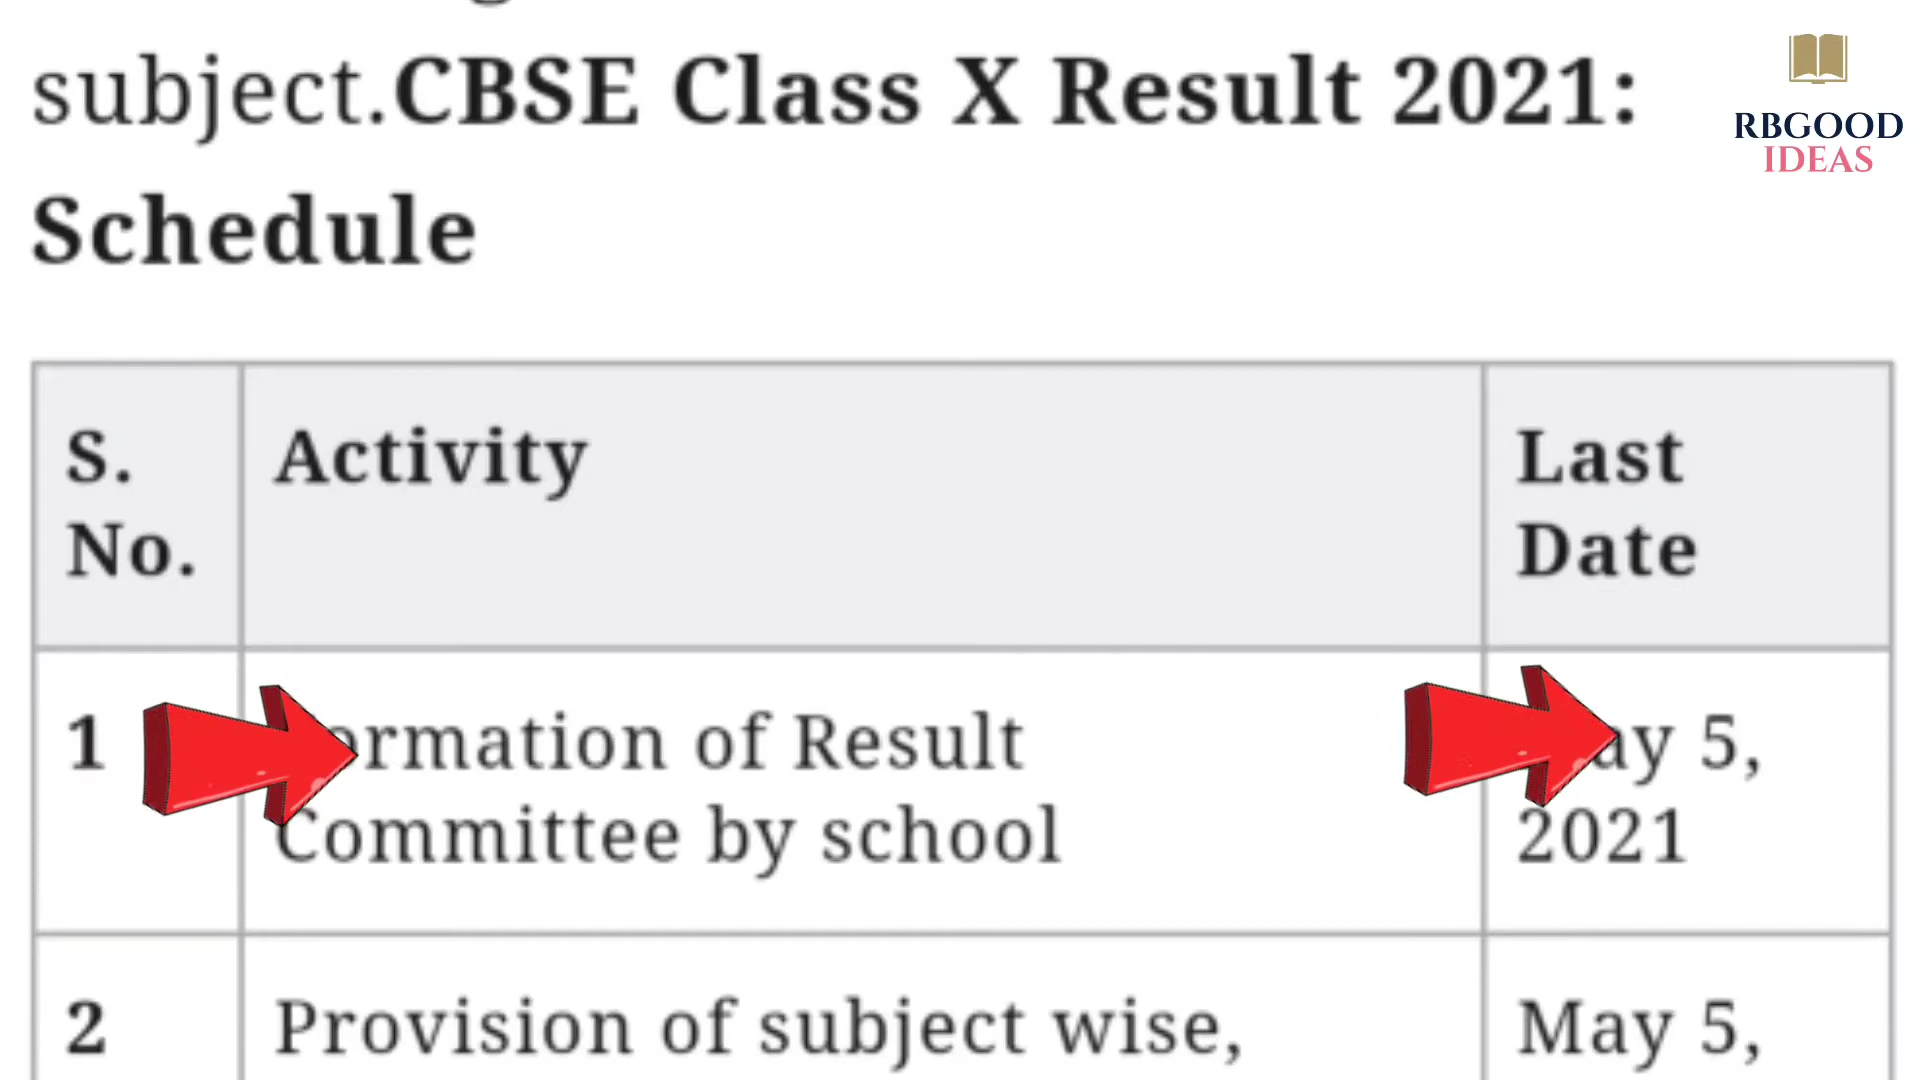 subject.CBSE Class X Result 2021:
Schedule
RBGOOD
IDEAS
S.
No.
Activity
Last
Date
1
of Result
Committee by school
5,
2021
2
Provision of subject wise,
May 5,